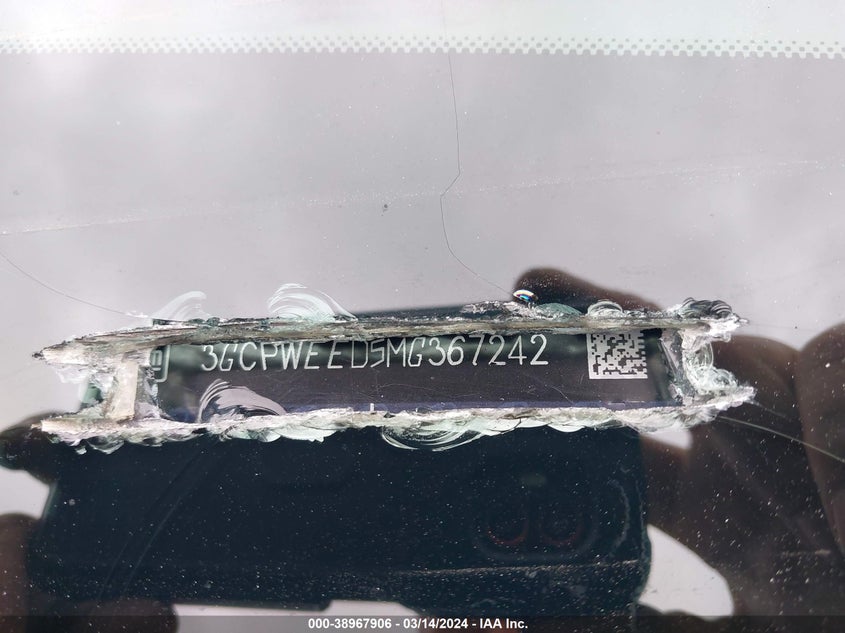 3GCPWEED5MG367242
000-38967906 - 03/14/2024 - IAA Inc.